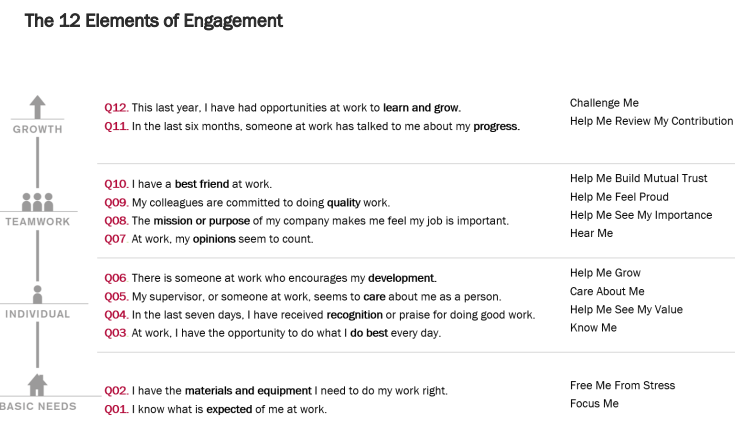 The 12 Elements of Engagement
GROWTH
Q12. This last year, I have had opportunities at work to learn and grow.
Challenge Me
Q11. In the last six months, someone at work has talked to me about my progress.
Help Me Review My Contribution
TEAMWORK
Q10. I have a best friend at work.
Help Me Build Mutual Trust
Q09. My colleagues are committed to doing quality work.
Help Me Feel Proud
Q08. The mission or purpose of my company makes me feel my job is important.
Help Me See My Importance
Q07. At work, my opinions seem to count.
Hear Me
INDIVIDUAL
Q06. There is someone at work who encourages my development.
Help Me Grow
Q05. My supervisor, or someone at work, seems to care about me as a person.
Care About Me
Q04. In the last seven days, I have received recognition or praise for doing good work.
Help Me See My Value
Q03. At work, I have the opportunity to do what I do best every day.
Know Me
BASIC NEEDS
Q02. I have the materials and equipment I need to do my work right.
Free Me From Stress
Q01. I know what is expected of me at work.
Focus Me